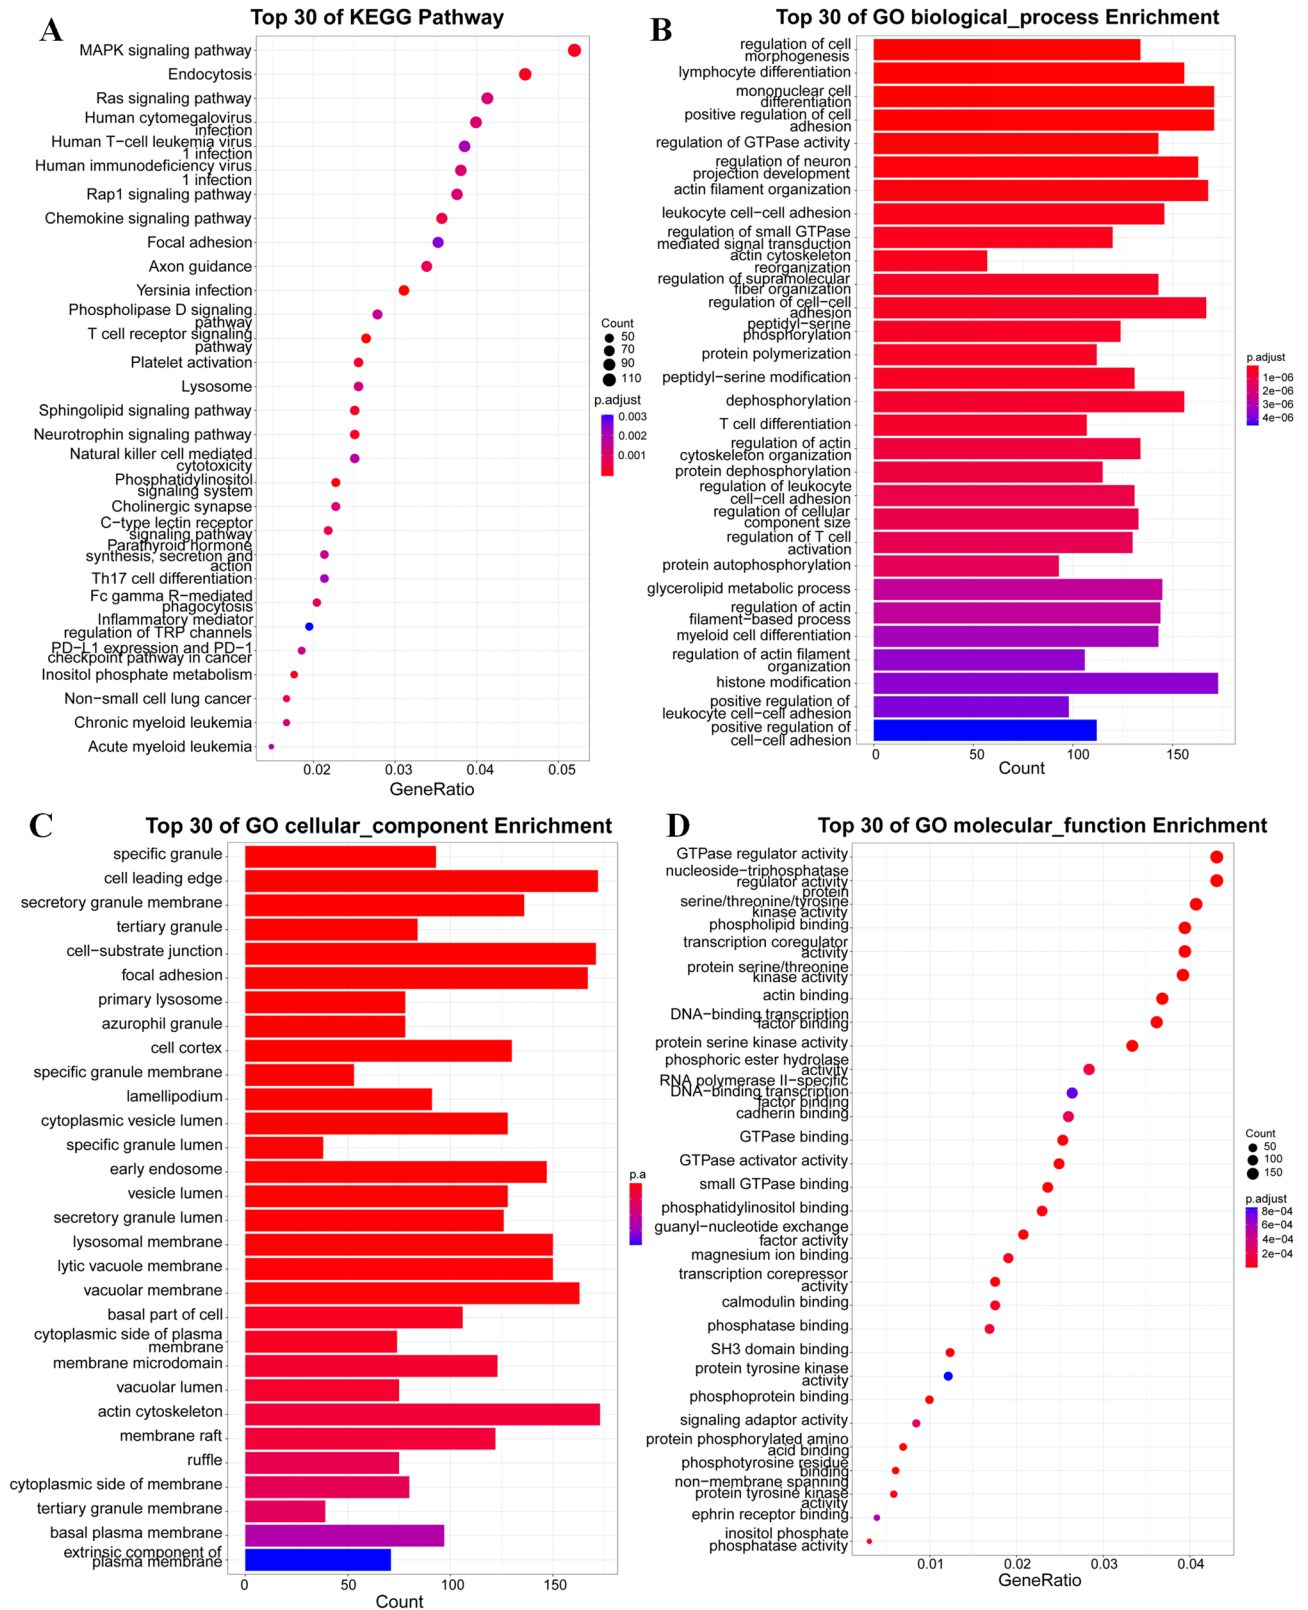 A
Top 30 of KEGG Pathway
MAPK signaling pathway
Endocytosis
Ras signaling pathway
Human cytomegalovirus
infection
Human T−cell leukemia virus
1 infection
Human immunodeficiency virus
1 infection
Rap1 signaling pathway
Chemokine signaling pathway
Focal adhesion
Axon guidance
Yersinia infection
Phospholipase D signaling
pathway
T cell receptor signaling
pathway
Platelet activation
Lysosome
Sphingolipid signaling pathway
Neurotrophin signaling pathway
Natural killer cell mediated
cytotoxicity
Phosphatidylinositol
signaling system
Cholinergic synapse
C−type lectin receptor
signaling pathway
Parathyroid hormone
synthesis, secretion and
action
Th17 cell differentiation
Fc gamma R−mediated
phagocytosis
Inflammatory mediator
regulation of TRP channels
PD−L1 expression and PD−1
checkpoint pathway in cancer
Inositol phosphate metabolism
Non−small cell lung cancer
Chronic myeloid leukemia
Acute myeloid leukemia
0.02 0.03 0.04 0.05
GeneRatio
Count
50
70
90
110
p.adjust
0.003
0.002
0.001
B
Top 30 of GO biological_process Enrichment
regulation of cell
morphogenesis
lymphocyte differentiation
mononuclear cell
differentiation
positive regulation of cell
adhesion
regulation of GTPase activity
regulation of neuron
projection development
actin filament organization
leukocyte cell−cell adhesion
regulation of small GTPase
mediated signal transduction
actin cytoskeleton
reorganization
regulation of supramolecular
fiber organization
regulation of cell−cell
adhesion
peptidyl−serine
phosphorylation
protein polymerization
peptidyl−serine modification
dephosphorylation
T cell differentiation
regulation of actin
cytoskeleton organization
protein dephosphorylation
regulation of leukocyte
cell−cell adhesion
regulation of cellular
component size
regulation of T cell
activation
protein autophosphorylation
glycerolipid metabolic process
regulation of actin
filament−based process
myeloid cell differentiation
regulation of actin filament
organization
histone modification
positive regulation of
leukocyte cell−cell adhesion
positive regulation of
cell−cell adhesion
0 50 100 150
Count
p.adjust
1e−06
2e−06
3e−06
4e−06
C
Top 30 of GO cellular_component Enrichment
specific granule
cell leading edge
secretory granule membrane
tertiary granule
cell−substrate junction
focal adhesion
primary lysosome
azurophil granule
cell cortex
specific granule membrane
lamellipodium
cytoplasmic vesicle lumen
specific granule lumen
early endosome
vesicle lumen
secretory granule lumen
lysosomal membrane
lytic vacuole membrane
vacuolar membrane
basal part of cell
cytoplasmic side of plasma
membrane
membrane microdomain
vacuolar lumen
actin cytoskeleton
membrane raft
ruffle
cytoplasmic side of membrane
tertiary granule membrane
basal plasma membrane
extrinsic component of
plasma membrane
0 50 100 150
Count
p.a
D
Top 30 of GO molecular_function Enrichment
GTPase regulator activity
nucleoside−triphosphatase
regulator activity
protein
serine/threonine/tyrosine
kinase activity
phospholipid binding
transcription coregulator
activity
protein serine/threonine
kinase activity
actin binding
DNA−binding transcription
factor binding
protein serine kinase activity
phosphoric ester hydrolase
activity
RNA polymerase II−specific
DNA−binding transcription
factor binding
cadherin binding
GTPase binding
GTPase activator activity
small GTPase binding
phosphatidylinositol binding
guanyl−nucleotide exchange
factor activity
magnesium ion binding
transcription corepressor
activity
calmodulin binding
phosphatase binding
SH3 domain binding
protein tyrosine kinase
activity
phosphoprotein binding
signaling adaptor activity
protein phosphorylated amino
acid binding
phosphotyrosine residue
binding
non−membrane spanning
protein tyrosine kinase
activity
ephrin receptor binding
inositol phosphate
phosphatase activity
0.01 0.02 0.03 0.04
GeneRatio
Count
50
100
150
p.adjust
8e−04
6e−04
4e−04
2e−04